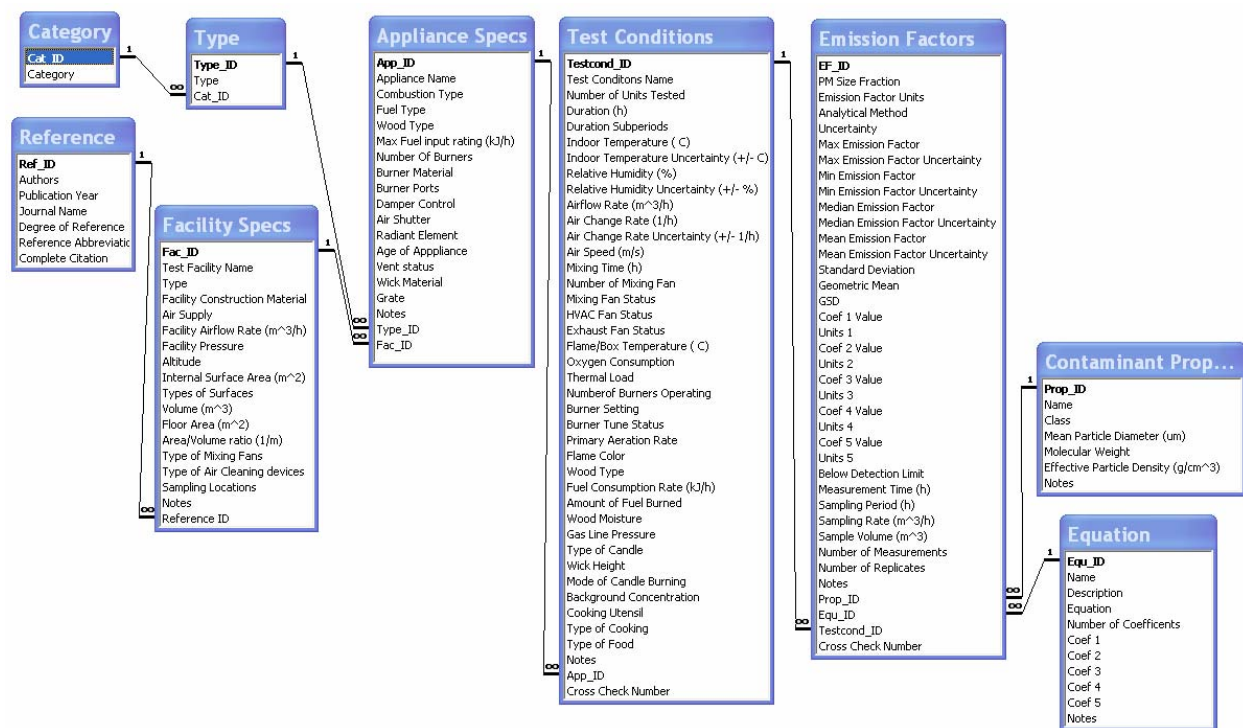 Category
1
Cat_ID
Category
Type
1
Type_ID
Type
Cat_ID
∞
Reference
1
Ref_ID
Authors
Publication Year
Journal Name
Degree of Reference
Reference Abbreviatic
Complete Citation
Facility Specs
1
Fac_ID
Test Facility Name
Type
Facility Construction Material
Air Supply
Facility Airflow Rate (m^3/h)
Facility Pressure
Altitude
Internal Surface Area (m^2)
Types of Surfaces
Volume (m^3)
Floor Area (m^2)
Area/Volume ratio (1/m)
Type of Mixing Fans
Type of Air Cleaning devices
Sampling Locations
Notes
Reference ID
∞
Appliance Specs
1
App_ID
Appliance Name
Combustion Type
Fuel Type
Wood Type
Max Fuel input rating (kJ/h)
Number Of Burners
Burner Material
Burner Ports
Damper Control
Air Shutter
Radiant Element
Age of Apppliance
Vent status
Wick Material
Grate
Notes
Type_ID
Fac_ID
∞
∞
Test Conditions
1
Testcond_ID
Test Conditons Name
Number of Units Tested
Duration (h)
Duration Subperiods
Indoor Temperature ( C)
Indoor Temperature Uncertainty (+/- C)
Relative Humidity (%)
Relative Humidity Uncertainty (+/- %)
Airflow Rate (m^3/h)
Air Change Rate (1/h)
Air Change Rate Uncertainty (+/- 1/h)
Air Speed (m/s)
Mixing Time (h)
Number of Mixing Fan
Mixing Fan Status
HVAC Fan Status
Exhaust Fan Status
Flame/Box Temperature ( C)
Oxygen Consumption
Thermal Load
Numberof Burners Operating
Burner Setting
Burner Tune Status
Primary Aeration Rate
Flame Color
Wood Type
Fuel Consumption Rate (kJ/h)
Amount of Fuel Burned
Wood Moisture
Gas Line Pressure
Type of Candle
Wick Height
Mode of Candle Burning
Background Concentration
Cooking Utensil
Type of Cooking
Type of Food
Notes
App_ID
Cross Check Number
∞
Emission Factors
EF_ID
PM Size Fraction
Emission Factor Units
Analytical Method
Uncertainty
Max Emission Factor
Max Emission Factor Uncertainty
Min Emission Factor
Min Emission Factor Uncertainty
Median Emission Factor
Median Emission Factor Uncertainty
Mean Emission Factor
Mean Emission Factor Uncertainty
Standard Deviation
Geometric Mean
GSD
Coef 1 Value
Units 1
Coef 2 Value
Units 2
Coef 3 Value
Units 3
Coef 4 Value
Units 4
Coef 5 Value
Units 5
Below Detection Limit
Measurement Time (h)
Sampling Period (h)
Sampling Rate (m^3/h)
Sample Volume (m^3)
Number of Measurements
Number of Replicates
Notes
Prop_ID
Equ_ID
Testcond_ID
Cross Check Number
∞
∞
∞
Contaminant Prop...
1
Prop_ID
Name
Class
Mean Particle Diameter (um)
Molecular Weight
Effective Particle Density (g/cm^3)
Notes
Equation
1
Equ_ID
Name
Description
Equation
Number of Coefficents
Coef 1
Coef 2
Coef 3
Coef 4
Coef 5
Notes